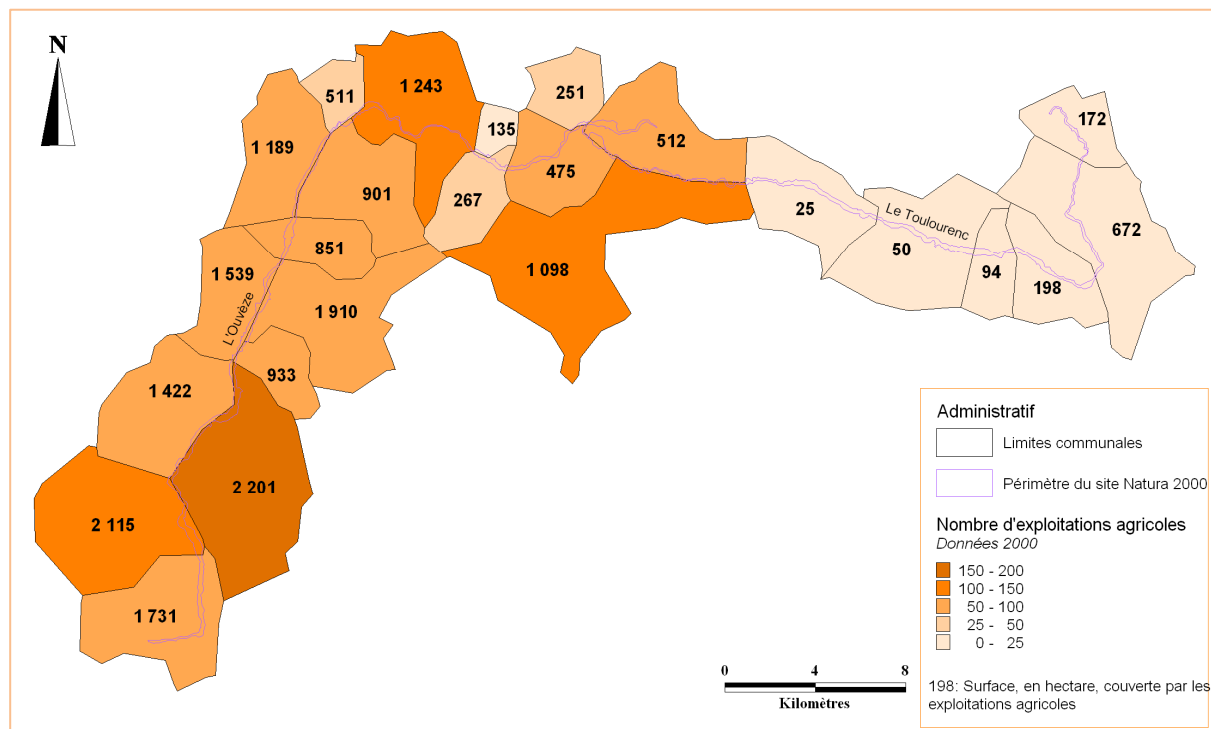 N
511
1 243
251
172
135
1 189
512
475
901
267
25
Le Toulourenc
672
851
50
94
198
1 539
1 098
L'Ouvèze
1 910
933
1 422
2 201
2 115
1 731
0 4 8
Kilomètres
Administratif
Limites communales
Périmètre du site Natura 2000
Nombre d'exploitations agricoles
Données 2000
150 - 200
100 - 150
50 - 100
25 - 50
0 - 25
198: Surface, en hectare, couverte par les
exploitations agricoles